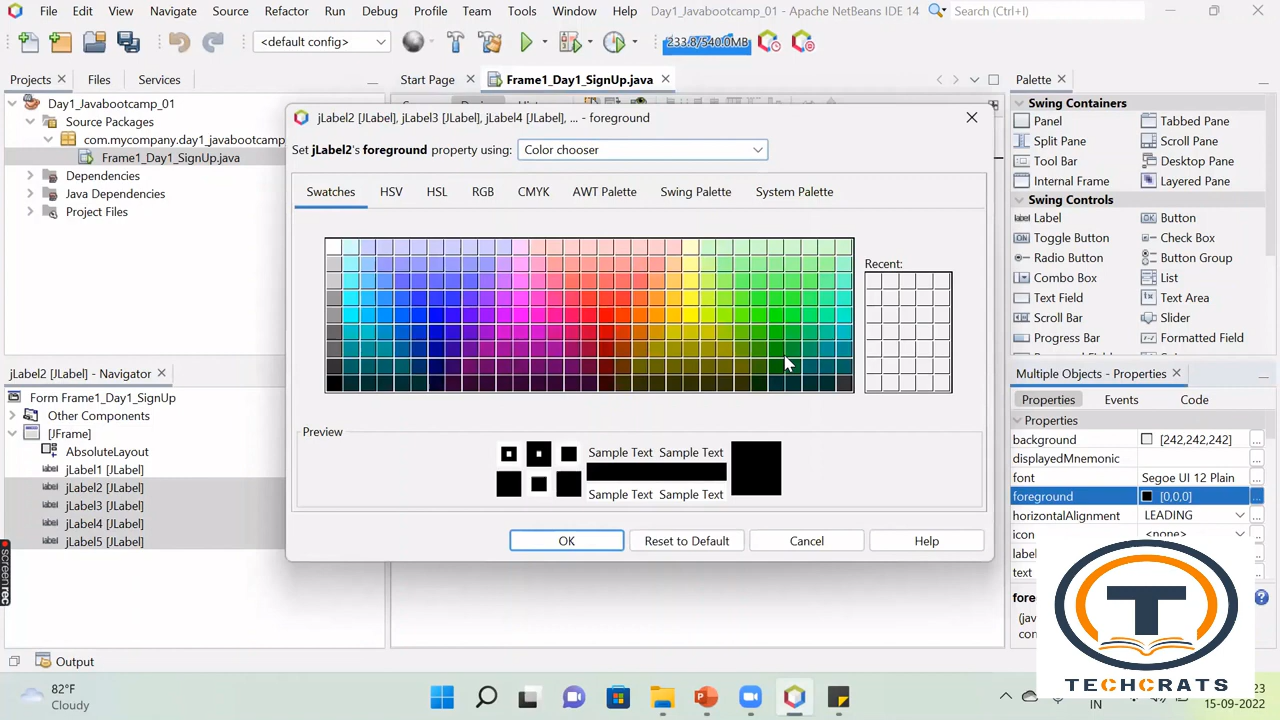 File Edit View Navigate Source Refactor Run Debug Profile Team Tools Window Help Day1_Javabootcamp_01 - Apache NetBeans IDE 14 Search (Ctrl+I)
<default config> 233.8/540.0MB
Projects Files Services Start Page Frame1_Day1_SignUp.java Palette
Day1_Javabootcamp_01
Source Packages
com.mycompany.day1_javabootcamp
Frame1_Day1_SignUp.java
Dependencies
Java Dependencies
Project Files
jLabel2 [JLabel], jLabel3 [JLabel], jLabel4 [JLabel], ... - foreground
Set jLabel2's foreground property using: Color chooser
Swatches HSV HSL RGB CMYK AWT Palette Swing Palette System Palette
Recent:
Preview
Sample Text Sample Text
Sample Text Sample Text
OK Reset to Default Cancel Help
Swing Containers
Panel Tabbed Pane
Split Pane Scroll Pane
Tool Bar Desktop Pane
Internal Frame Layered Pane
Swing Controls
Label Button
Toggle Button Check Box
Radio Button Button Group
Combo Box List
Text Field Text Area
Scroll Bar Slider
Progress Bar Formatted Field
jLabel2 [JLabel] - Navigator
Form Frame1_Day1_SignUp
Other Components
[JFrame]
AbsoluteLayout
jLabel1 [JLabel]
jLabel2 [JLabel]
jLabel3 [JLabel]
jLabel4 [JLabel]
jLabel5 [JLabel]
Multiple Objects - Properties
Properties Events Code
Properties
background [242,242,242] ...
displayedMnemonic ...
font Segoe UI 12 Plain ...
foreground [0,0,0] ...
horizontalAlignment LEADING ...
icon <none> ...
text
Output
screenrec
T
TECHCRATS
82°F
Cloudy
IN
15-09-2022